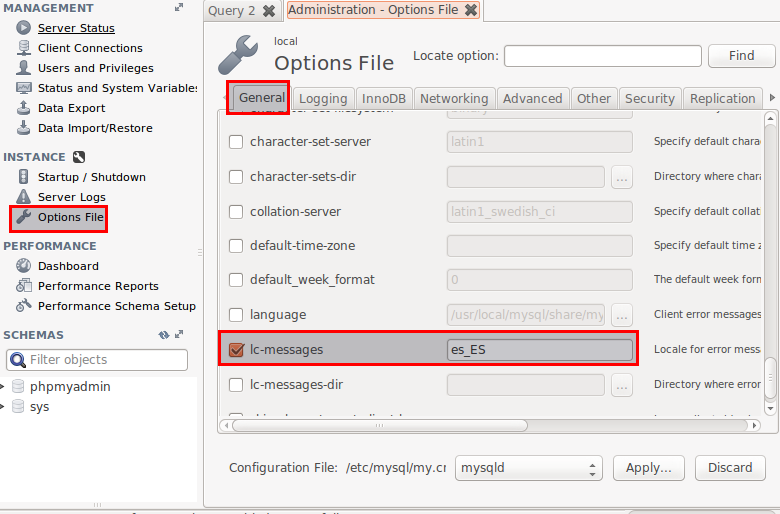 MANAGEMENT
Server Status
Client Connections
Users and Privileges
Status and System Variables
Data Export
Data Import/Restore
INSTANCE
Startup / Shutdown
Server Logs
Options File
PERFORMANCE
Dashboard
Performance Reports
Performance Schema Setup
SCHEMAS
Filter objects
phpmyadmin
sys
Query 2
Administration - Options File
local
Options File
Locate option:
Find
General Logging InnoDB Networking Advanced Other Security Replication
character-set-server latin1 Specify default charac
character-sets-dir ... Directory where char
collation-server latin1_swedish_ci Specify default collat
default-time-zone Specify default time z
default_week_format 0 The default week form
language /usr/local/mysql/share/my ... Client error messages
lc-messages es_ES Locale for error mess
lc-messages-dir ... Directory where error
Configuration File: /etc/mysql/my.cn mysqld Apply... Discard